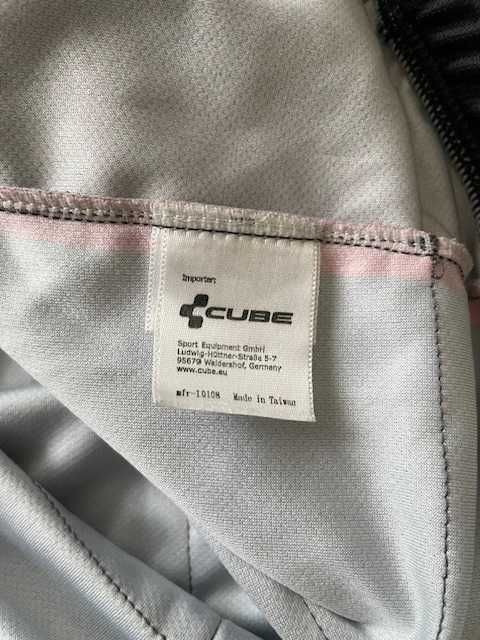 Importer:
CUBE
Sport Equipment GmbH
Ludwig-Hüttner-Straße 5-7
95679 Waldershof, Germany
www.cube.eu
mfr-10108 Made in Taiwan